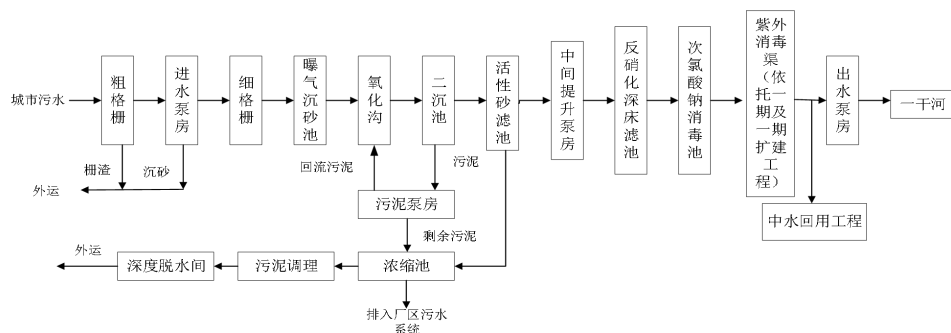 城市污水
粗格栅
进水泵房
细格栅
曝气沉砂池
氧化沟
二沉池
活性砂滤池
中间提升泵房
反硝化深床滤池
次氯酸钠消毒池
紫外
消毒
渠
（依
托一
期及
一期
扩建
工程）
出水泵房
一干河
栅渣
沉砂
外运
回流污泥
污泥
污泥泵房
中水回用工程
剩余污泥
外运
深度脱水间
污泥调理
浓缩池
排入厂区污水
系统